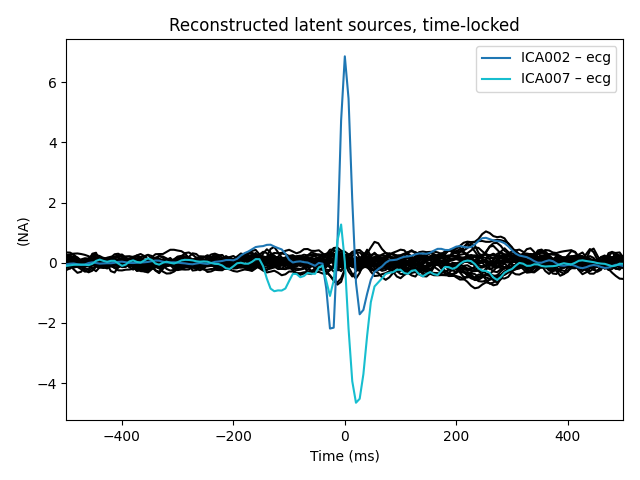 Reconstructed latent sources, time-locked
ICA002 – ecg
ICA007 – ecg
6
4
2
0
−2
−4
(NA)
−400
−200
0
200
400
Time (ms)